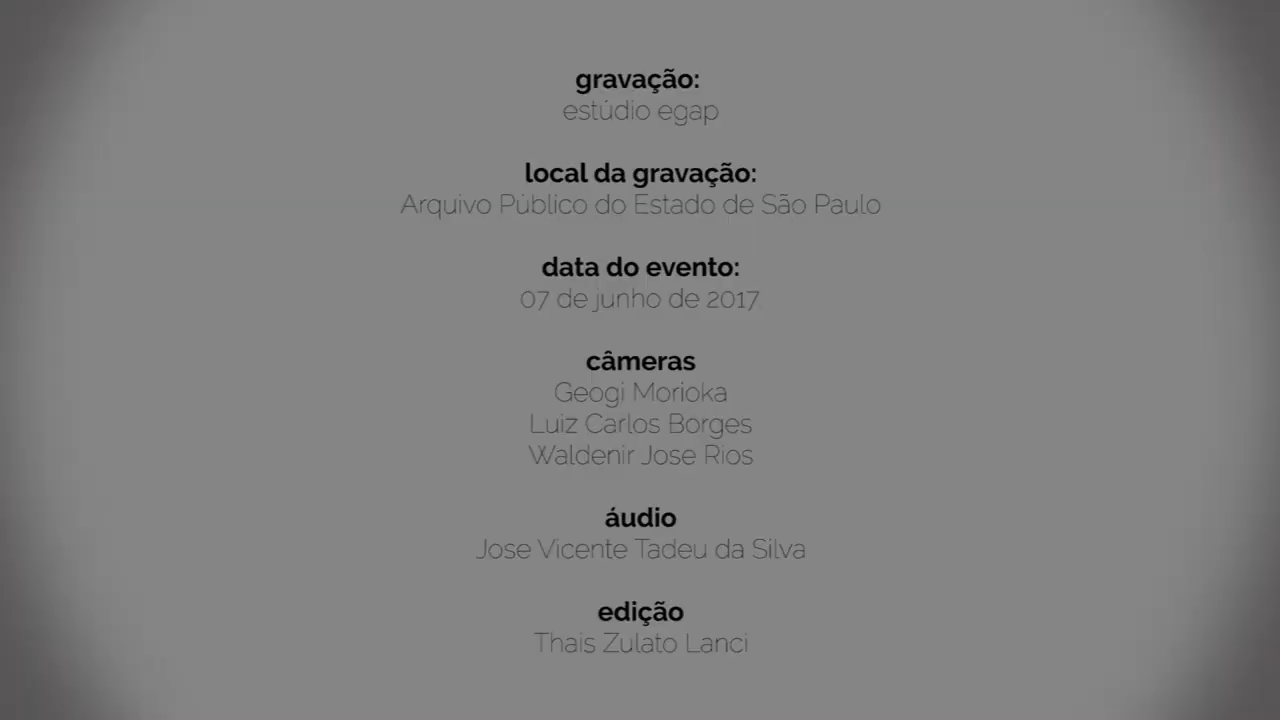 gravação:
estúdio egap
local da gravação:
Arquivo Público do Estado de São Paulo
data do evento:
07 de junho de 2017
câmeras
Geogi Morioka
Luiz Carlos Borges
Waldenir Jose Rios
áudio
Jose Vicente Tadeu da Silva
edição
Thais Zulato Lanci